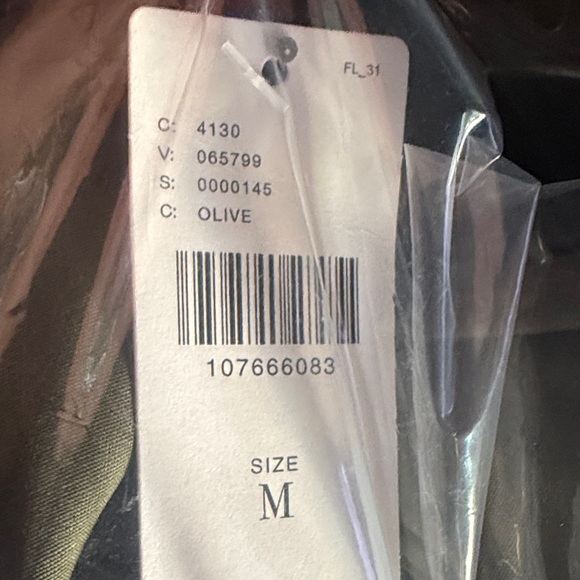 FL_31
C: 4130
V: 065799
S: 0000145
C: OLIVE
107666083
SIZE
M